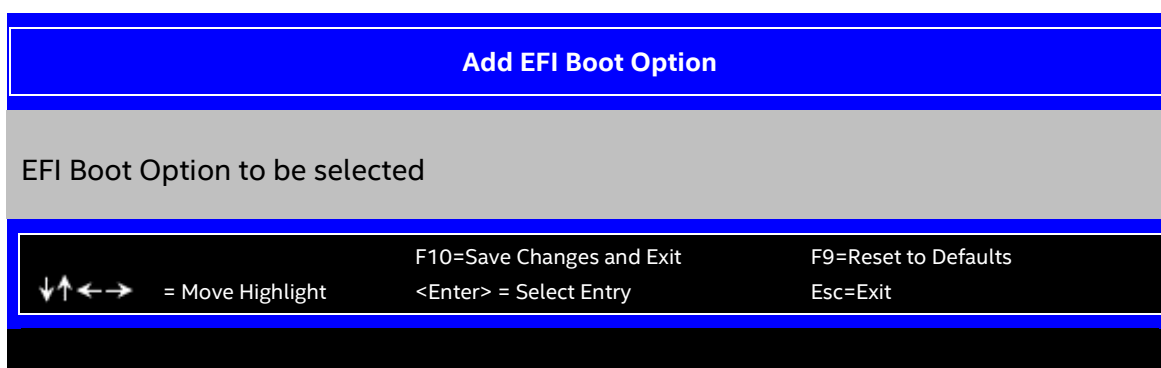 Add EFI Boot Option
EFI Boot Option to be selected
F10=Save Changes and Exit F9=Reset to Defaults
↓↑←→ = Move Highlight <Enter> = Select Entry Esc=Exit